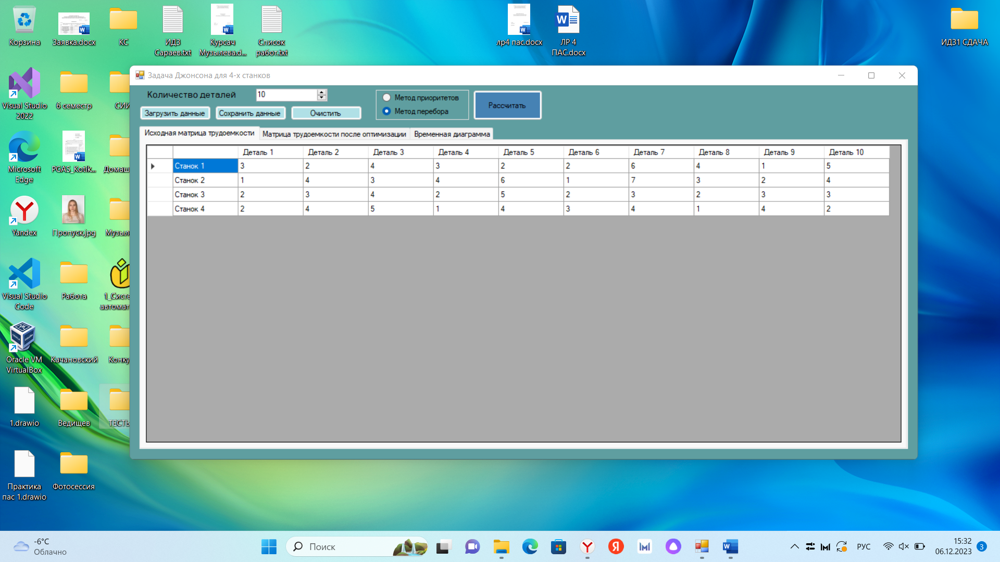 Корзина
Заявка.docx
КС
ИДЗ
Сараев.txt
Курсач
Музылева.d...
Список
работ.txt
лр4 пас.docx
ЛР 4
ПАС.docx
ИДЗ1 СДАЧА
Visual Studio
2022
6 семестр
СИИ
Microsoft
Edge
PGAS_Kotik...
Домаш
Yandex
Пропуск.jpg
Музыл
Visual Studio
Code
Работа
1_Систе
автомат
Oracle VM
VirtualBox
Качановский
Конку
1.drawio
Ведищев
ТЕСТЬ
Практика
пас 1.drawio
Фотосессия
Задача Джонсона для 4-х станков
Количество деталей 10
Загрузить данные Сохранить данные Очистить
Метод приоритетов
Метод перебора
Рассчитать
Исходная матрица трудоемкости Матрица трудоемкости после оптимизации Временная диаграмма
Деталь 1 Деталь 2 Деталь 3 Деталь 4 Деталь 5 Деталь 6 Деталь 7 Деталь 8 Деталь 9 Деталь 10
Станок 1 3 2 4 3 2 2 6 4 1 5
Станок 2 1 4 3 4 6 1 7 3 2 4
Станок 3 2 3 4 2 5 2 3 2 3 3
Станок 4 2 4 5 1 4 3 4 1 4 2
-6°C
Облачно
Поиск
РУС
15:32
06.12.2023
3